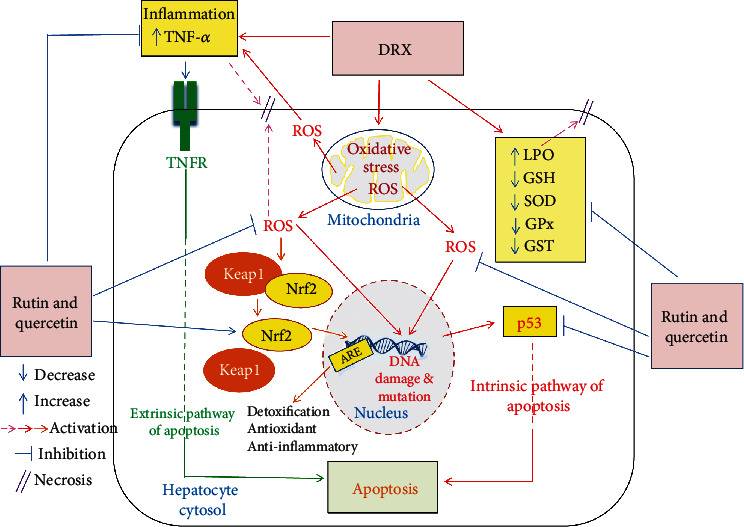 Inflammation
↑ TNF-α
DRX
TNFR
ROS
Oxidative
stress
ROS
Mitochondria
↑ LPO
↓ GSH
↓ SOD
↓ GPx
↓ GST
ROS
ROS
Keap1
Nrf2
Rutin and
quercetin
Rutin and
quercetin
Nrf2
Keap1
ARE
DNA
damage &
mutation
Nucleus
p53
↓ Decrease
↑ Increase
Activation
Inhibition
Necrosis
Extrinsic pathway
of apoptosis
Detoxification
Antioxidant
Anti-inflammatory
Intrinsic pathway of
apoptosis
Hepatocyte
cytosol
Apoptosis